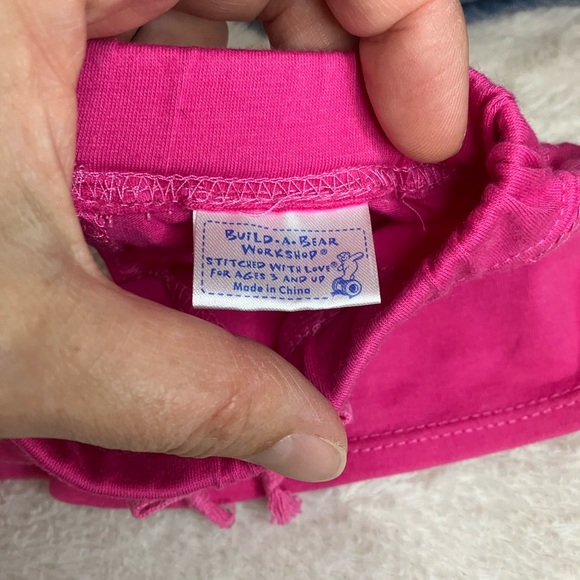 BUILD-A-BEAR
WORKSHOP®
STITCHED WITH LOVE®
FOR AGES 3 AND UP
Made in China